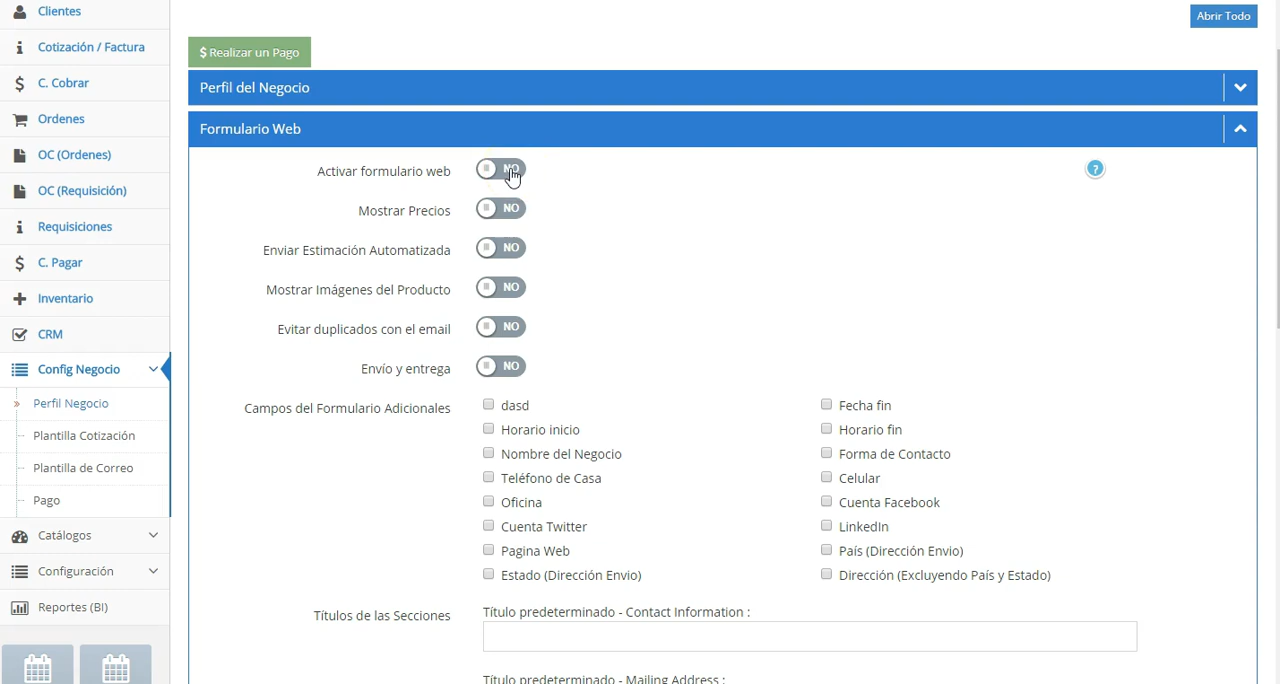 Clientes
Cotización / Factura
C. Cobrar
Ordenes
OC (Ordenes)
OC (Requisición)
Requisiciones
C. Pagar
Inventario
CRM
Config Negocio
Perfil Negocio
Plantilla Cotización
Plantilla de Correo
Pago
Catálogos
Configuración
Reportes (BI)
Abrir Todo
$ Realizar un Pago
Perfil del Negocio
Formulario Web
Activar formulario web NO
?
Mostrar Precios NO
Enviar Estimación Automatizada NO
Mostrar Imágenes del Producto NO
Evitar duplicados con el email NO
Envío y entrega NO
Campos del Formulario Adicionales
dasd Fecha fin
Horario inicio Horario fin
Nombre del Negocio Forma de Contacto
Teléfono de Casa Celular
Oficina Cuenta Facebook
Cuenta Twitter LinkedIn
Pagina Web País (Dirección Envio)
Estado (Dirección Envio) Dirección (Excluyendo País y Estado)
Títulos de las Secciones Título predeterminado - Contact Information :
Título predeterminado - Mailing Address :